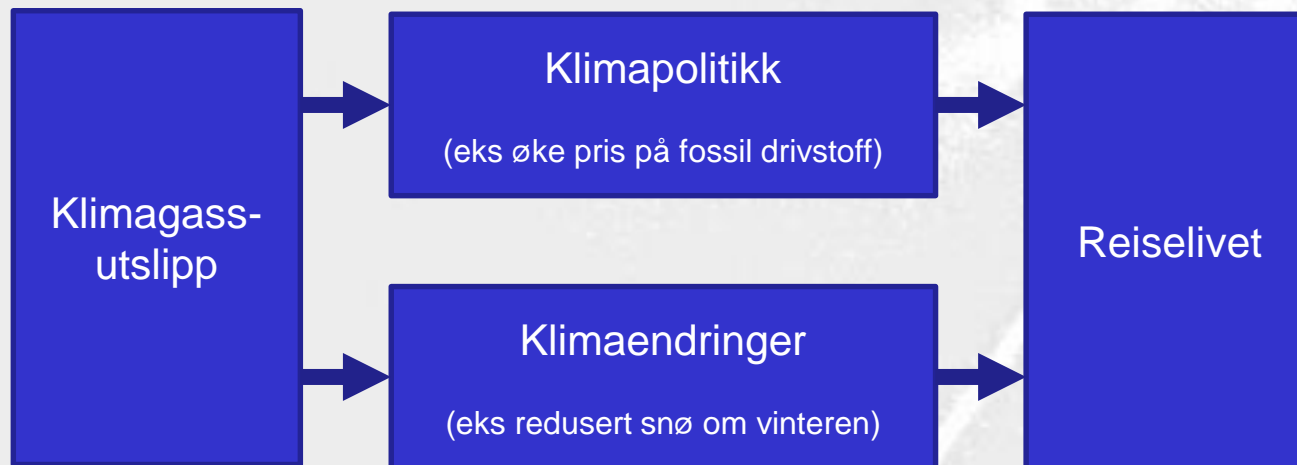 Klimagass-
utslipp
Klimapolitikk
(eks øke pris på fossil drivstoff)
Klimaendringer
(eks redusert snø om vinteren)
Reiselivet